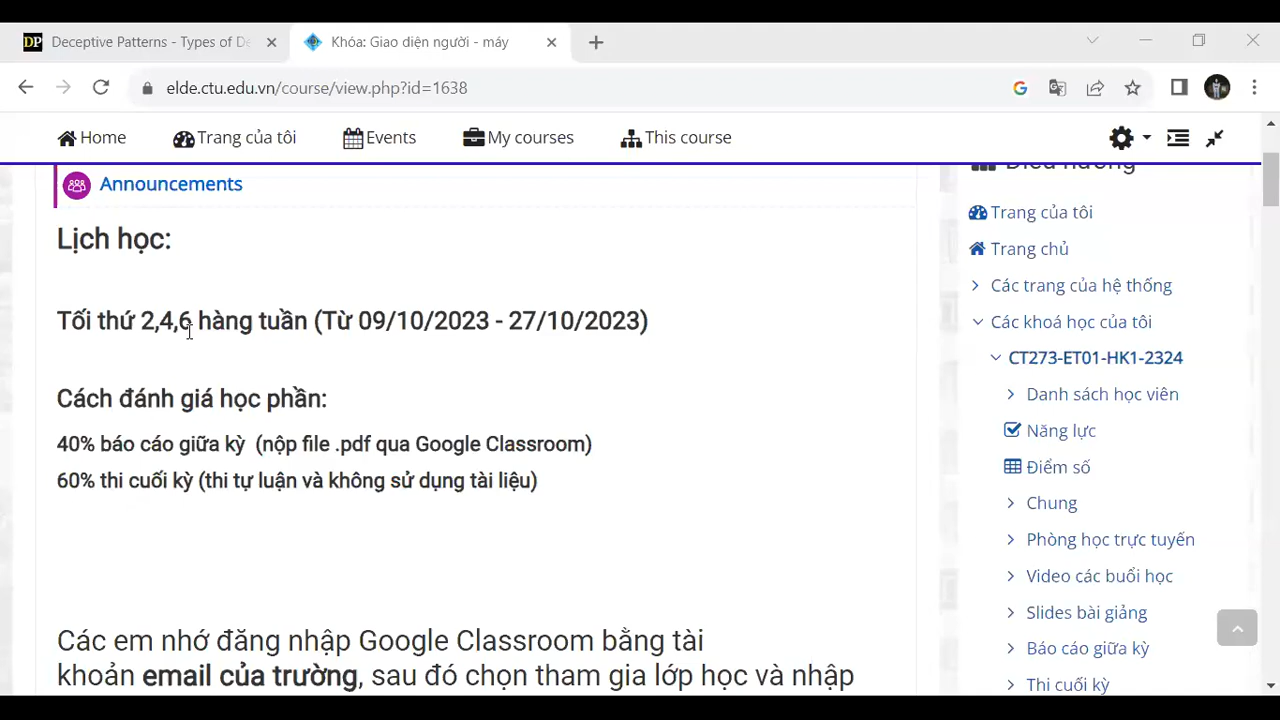 Deceptive Patterns - Types of De
Khóa: Giao diện người - máy
elde.ctu.edu.vn/course/view.php?id=1638
Home
Trang của tôi
Events
My courses
This course
Announcements
Lịch học:
Tối thứ 2,4,6 hàng tuần (Từ 09/10/2023 - 27/10/2023)
Cách đánh giá học phần:
40% báo cáo giữa kỳ (nộp file .pdf qua Google Classroom)
60% thi cuối kỳ (thi tự luận và không sử dụng tài liệu)
Các em nhớ đăng nhập Google Classroom bằng tài
khoản email của trường, sau đó chọn tham gia lớp học và nhập
Điều hướng
Trang của tôi
Trang chủ
Các trang của hệ thống
Các khoá học của tôi
CT273-ET01-HK1-2324
Danh sách học viên
Năng lực
Điểm số
Chung
Phòng học trực tuyến
Video các buổi học
Slides bài giảng
Báo cáo giữa kỳ
Thi cuối kỳ